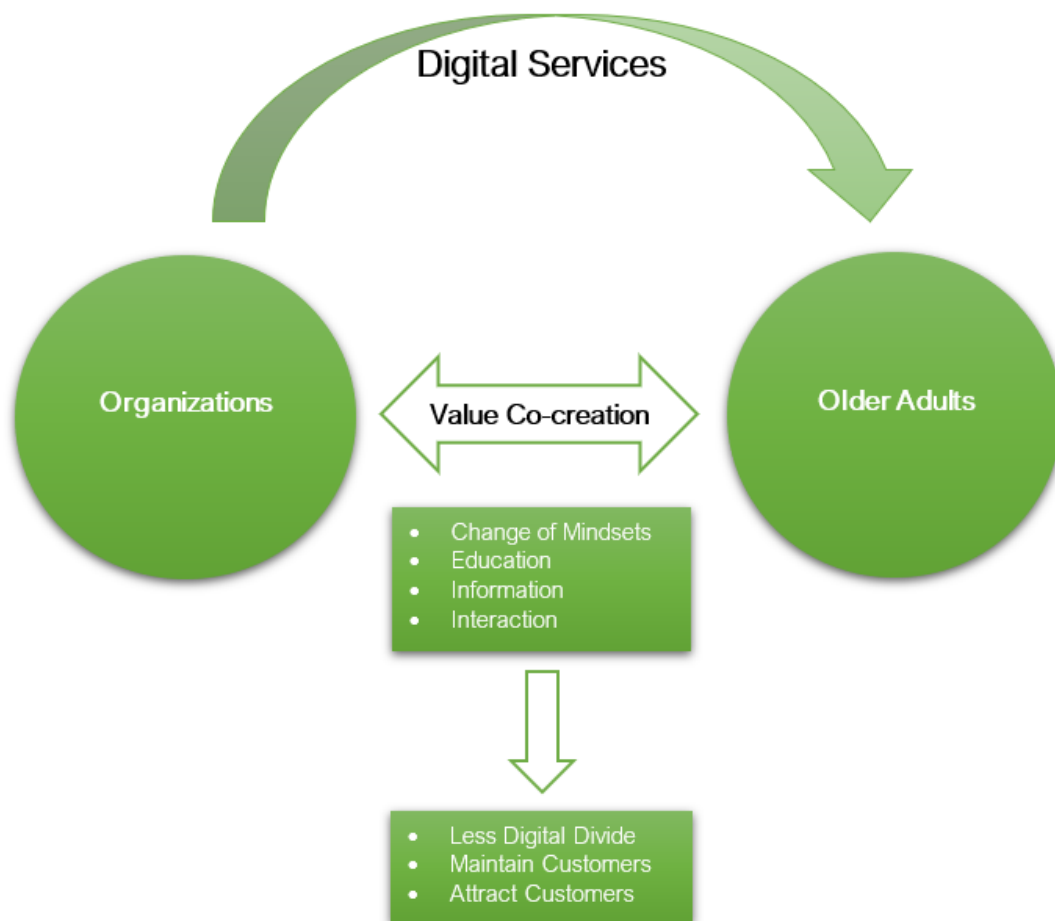 Digital Services
Organizations
Value Co-creation
Older Adults
• Change of Mindsets
• Education
• Information
• Interaction
• Less Digital Divide
• Maintain Customers
• Attract Customers